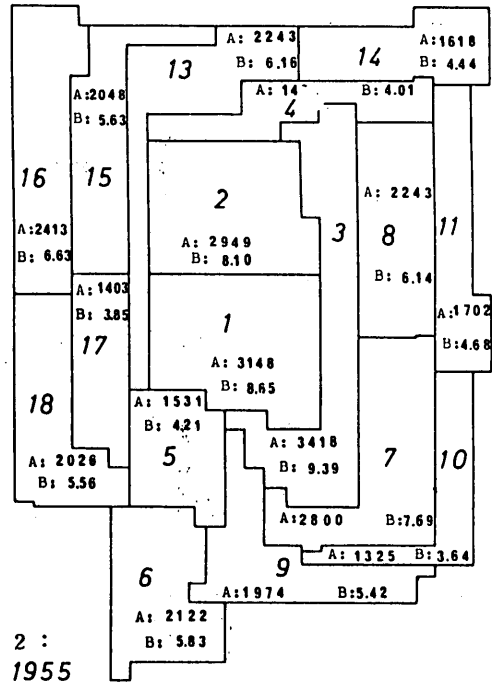 A: 2243
B: 6.16
13
14
A:1618
B: 4.44
A:2048
B: 5.63
A: 14
B: 4.01
4
16
15
2
3
A: 2243
8
11
A:2413
B: 6.63
A: 2949
B: 8.10
B: 6.14
A:1403
B: 3.85
17
1
A:1702
B:4.68
A: 3148
B: 8.65
18
A: 1531
B: 4.21
5
A: 3418
B: 9.39
7
10
A: 2026
B: 5.56
A:2800
B:7.69
A: 1325
B:3.64
9
6
A:1974
B:5.42
A: 2122
B: 5.83
2 :
1955